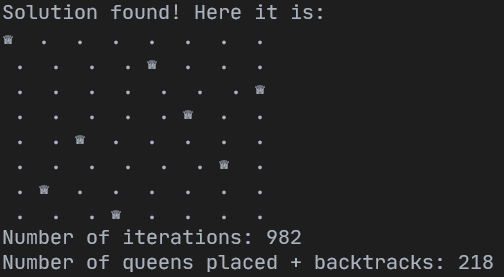 Solution found! Here it is:
♛ . . . . . . .
. . . . ♛ . . .
. . . . . . . ♛
. . . . . ♛ . .
. . ♛ . . . . .
. . . . . . ♛ .
. ♛ . . . . . .
. . . ♛ . . . .
Number of iterations: 982
Number of queens placed + backtracks: 218